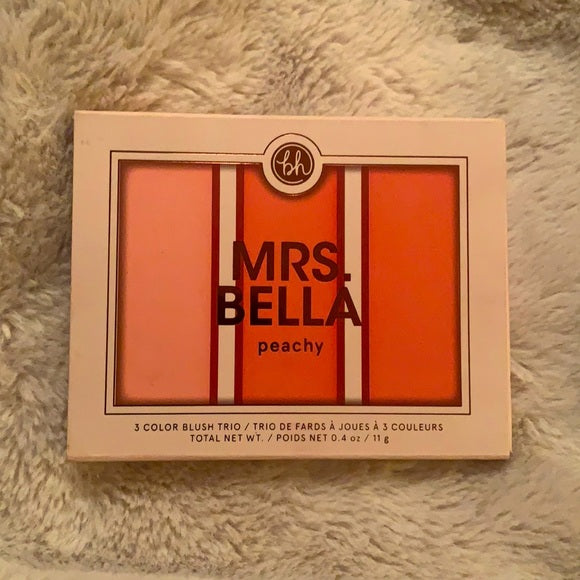 bh
MRS.
BELLA
peachy
3 COLOR BLUSH TRIO / TRIO DE FARDS À JOUES À 3 COULEURS
TOTAL NET WT. / POIDS NET 0.4 oz / 11 g